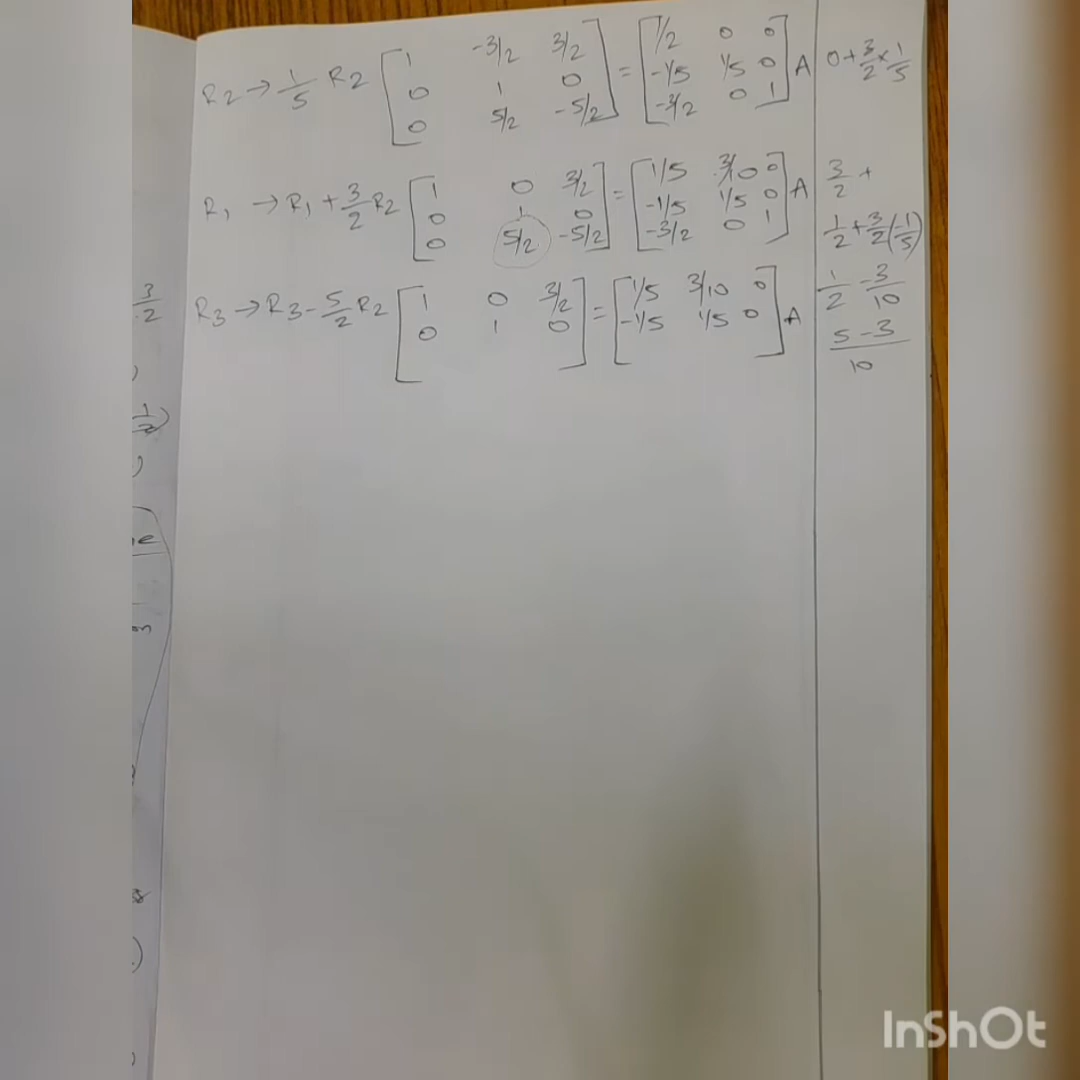 R2 → 1/5 R2 [ 1 -3/2 3/2 ] = [ 1/2 0 0 ] A 0+3/2×1/5
0 1 0 -1/5 1/5 0
0 5/2 -5/2 -3/2 0 1
R1 → R1 + 3/2 R2 [ 1 0 3/2 ] = [ 1/5 3/10 0 ] A 3/2 +
0 1 0 -1/5 1/5 0
0 5/2 -5/2 -3/2 0 1 1/2+3/2(-1/5)
R3 → R3 - 5/2 R2 [ 1 0 3/2 ] = [ 1/5 3/10 0 ] A 1/2 - 3/10
0 1 0 -1/5 1/5 0
5-3/10
3/2
on
InShOt